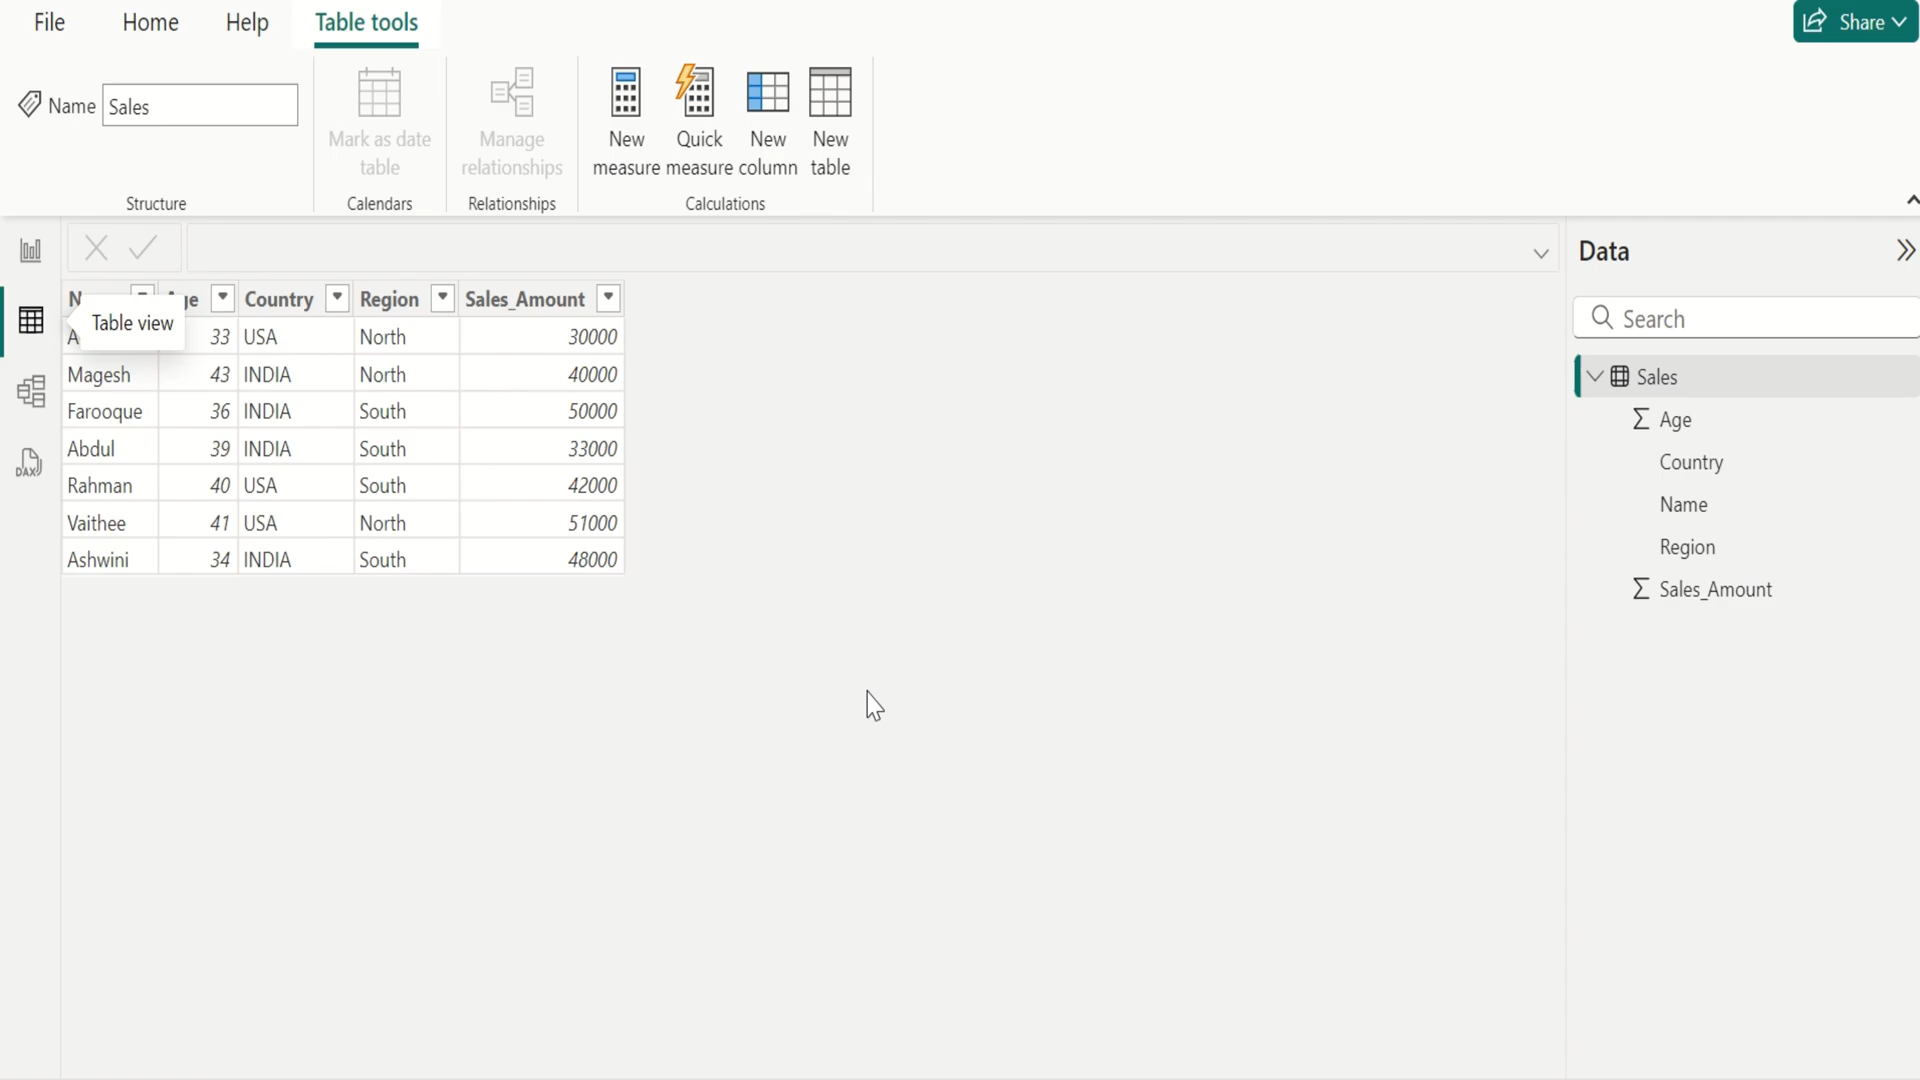 File Home Help Table tools Share
Name Sales
Mark as date table
Manage relationships
New measure
Quick measure
New column
New table
Structure Calendars Relationships Calculations
Data
Age Country Region Sales_Amount
Table view
Search
33 USA North 30000
Magesh 43 INDIA North 40000
Farooque 36 INDIA South 50000
Abdul 39 INDIA South 33000
Rahman 40 USA South 42000
Vaithee 41 USA North 51000
Ashwini 34 INDIA South 48000
DAX
Sales
Age
Country
Name
Region
Sales_Amount